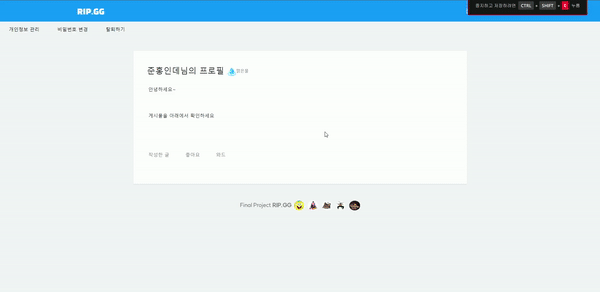 RIP.GG
중지하고 저장하려면 CTRL + SHIFT + C 누름
개인정보 관리 비밀번호 변경 탈퇴하기
준홍인데님의 프로필
안녕하세요~
게시물을 아래에서 확인하세요
작성한 글 좋아요 와드
Final Project RIP.GG